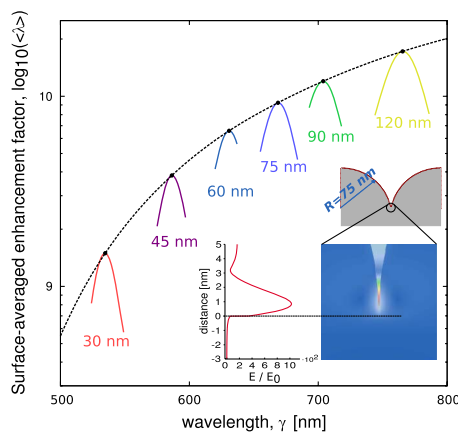 Surface-averaged enhancement factor, log10(<λ>)
10
9
30 nm
45 nm
60 nm
75 nm
90 nm
120 nm
R=75 nm
distance [nm]
5
4
3
2
1
0
-1
-2
-3
0 2 4 6 8 10
·10²
E / E₀
500 600 700 800
wavelength, γ [nm]